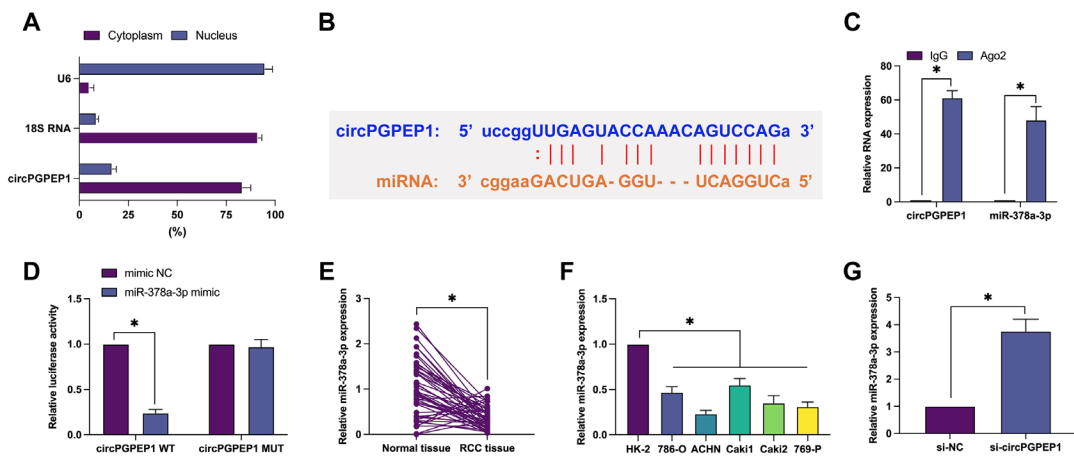 A
Cytoplasm Nucleus
U6
18S RNA
circPGPEP1
0 25 50 75 100
(%)
B
circPGPEP1: 5’ uccggUUGAGUACCAAACAGUCCAGa 3’
: | | | | | | | | | | | | | |
miRNA: 3’ cggaaGACUGA-GGU---UCAGGUCa 5’
C
IgG Ago2
Relative RNA expression
80
60
40
20
0
* *
circPGPEP1 miR-378a-3p
D
mimic NC
miR-378a-3p mimic
Relative luciferase activity
1.5
1.0
0.5
0.0
*
circPGPEP1 WT circPGPEP1 MUT
E
Relative miR-378a-3p expression
3
2
1
0
*
Normal tissue RCC tissue
F
Relative miR-378a-3p expression
1.5
1.0
0.5
0.0
*
HK-2 786-O ACHN Caki1 Caki2 769-P
G
Relative miR-378a-3p expression
5
4
3
2
1
0
*
si-NC si-circPGPEP1